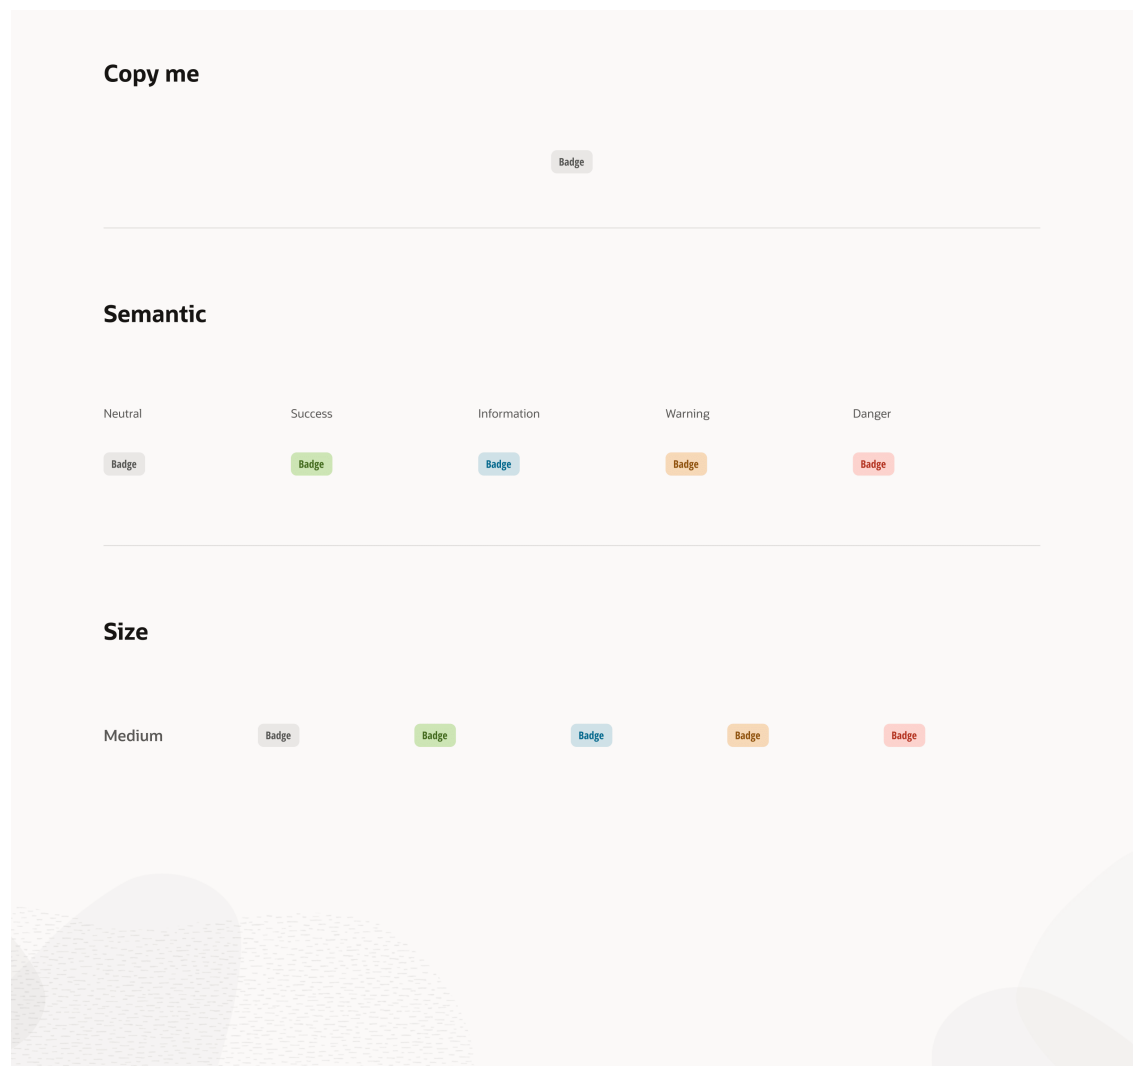 Copy me
Badge
Semantic
Neutral Success Information Warning Danger
Badge Badge Badge Badge Badge
Size
Medium Badge Badge Badge Badge Badge